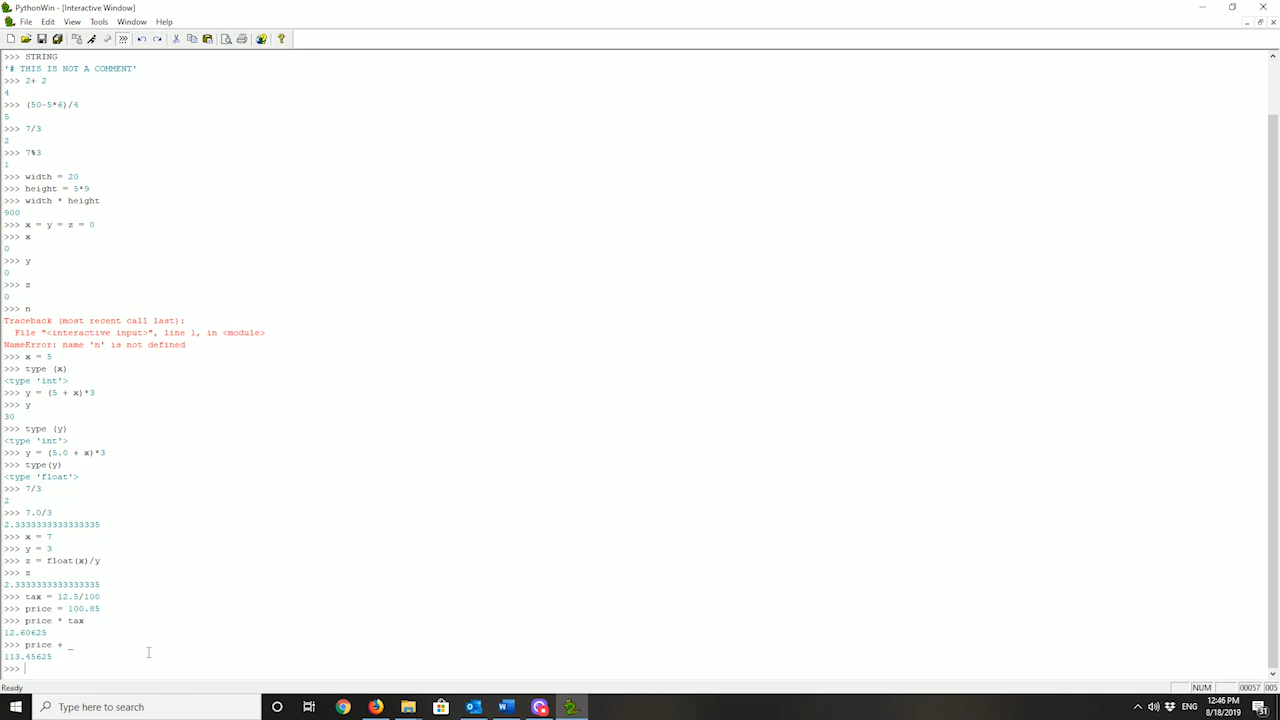 PythonWin - [Interactive Window]
File Edit View Tools Window Help
>>> STRING
'# THIS IS NOT A COMMENT'
>>> 2+ 2
4
>>> (50-5*6)/4
5
>>> 7/3
2
>>> 7%3
1
>>> width = 20
>>> height = 5*9
>>> width * height
900
>>> x = y = z = 0
>>> x
0
>>> y
0
>>> z
0
>>> n
Traceback (most recent call last):
  File "<interactive input>", line 1, in <module>
NameError: name 'n' is not defined
>>> x = 5
>>> type (x)
<type 'int'>
>>> y = (5 + x)*3
>>> y
30
>>> type (y)
<type 'int'>
>>> y = (5.0 + x)*3
>>> type(y)
<type 'float'>
>>> 7/3
2
>>> 7.0/3
2.3333333333333335
>>> x = 7
>>> y = 3
>>> z = float(x)/y
>>> z
2.3333333333333335
>>> tax = 12.5/100
>>> price = 100.85
>>> price * tax
12.60625
>>> price + _
113.45625
>>>
Ready NUM 00057 005
Type here to search ENG 12:46 PM
8/18/2019